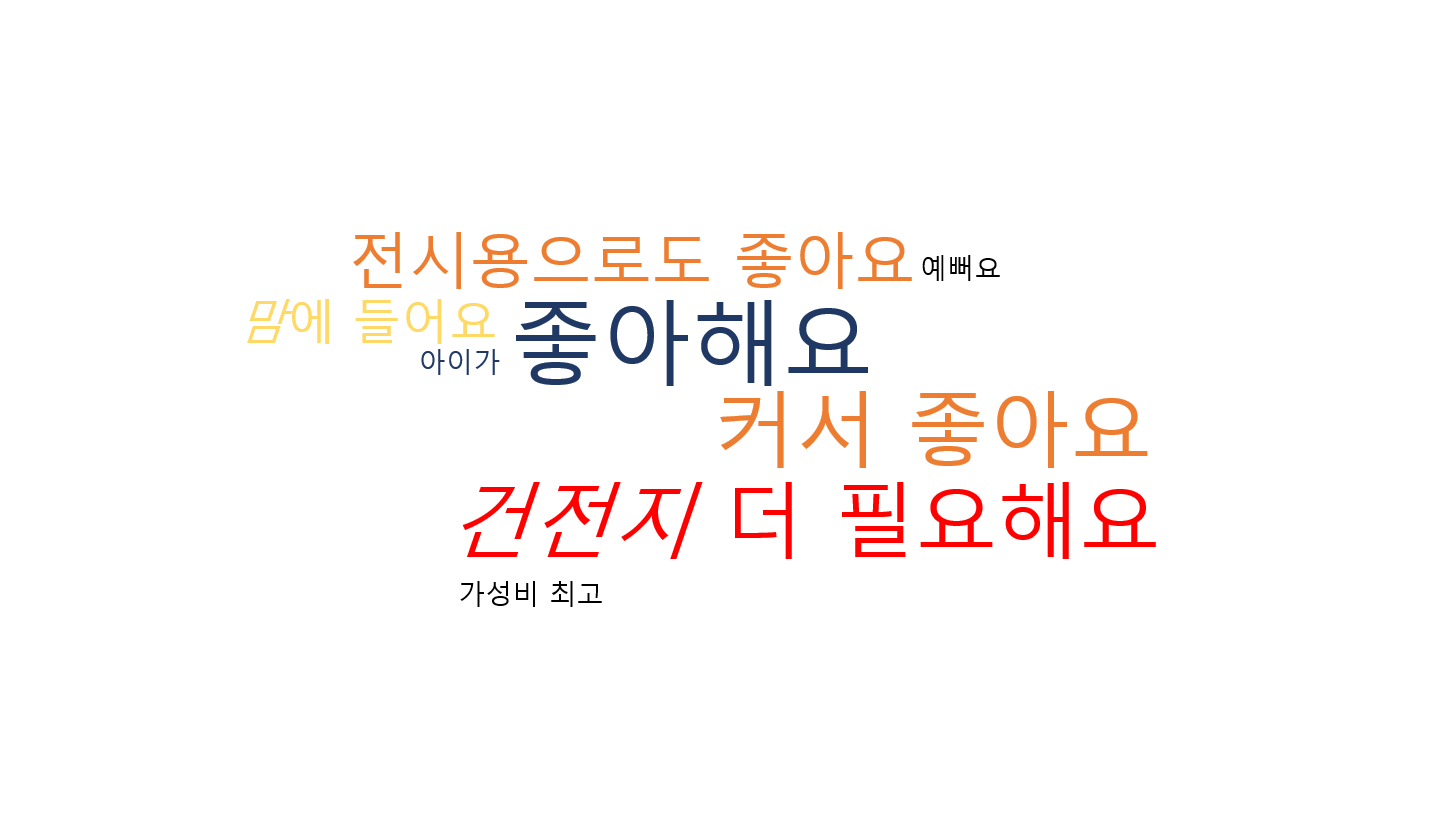 전시용으로도 좋아요 예뻐요
맘에 들어요
아이가 좋아해요
커서 좋아요
건전지 더 필요해요
가성비 최고